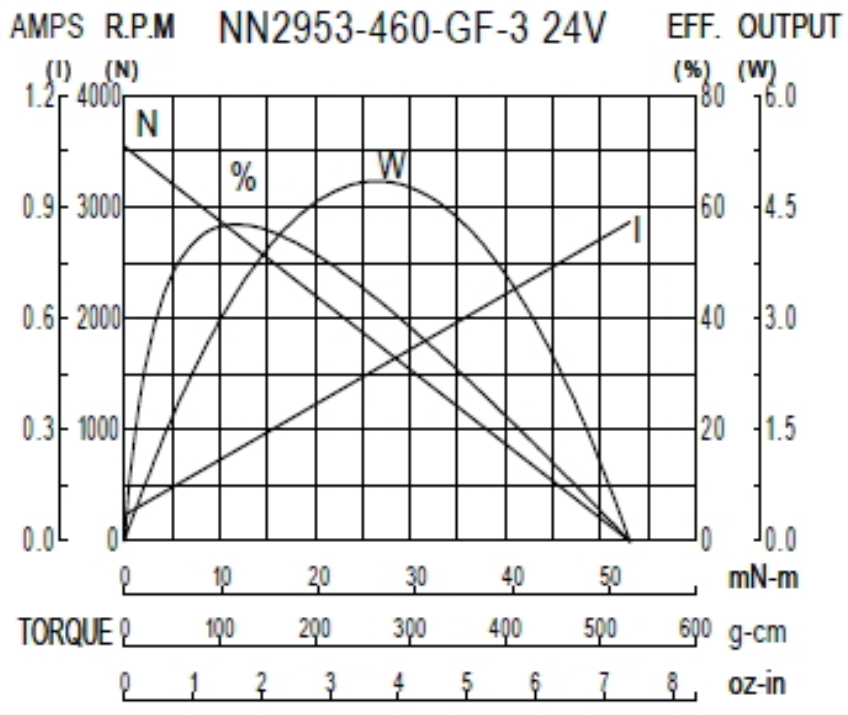 AMPS R.P.M NN2953-460-GF-3 24V EFF. OUTPUT
(I) (N) (%) (W)
1.2 4000 80 6.0
N
% W
0.9 3000 60 4.5
I
0.6 2000 40 3.0
0.3 1000 20 1.5
0.0 0 0 0.0
0 10 20 30 40 50 mN-m
TORQUE 0 100 200 300 400 500 600 g-cm
0 1 2 3 4 5 6 7 8 oz-in